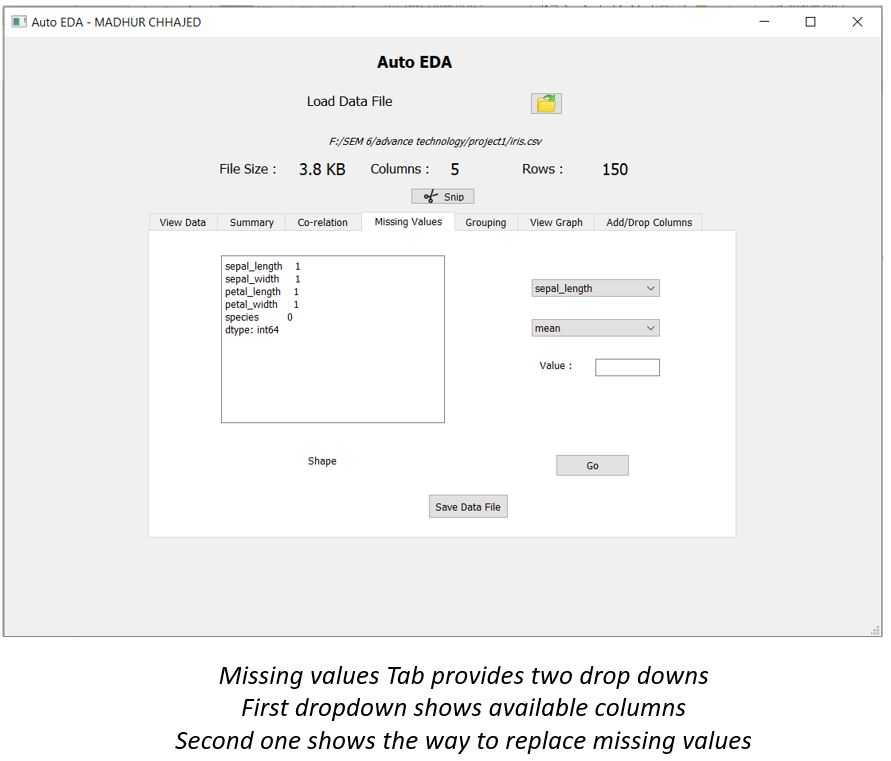 Auto EDA - MADHUR CHHAJED
Auto EDA
Load Data File
F:/SEM 6/advance technology/project1/iris.csv
File Size : 3.8 KB Columns : 5 Rows : 150
Snip
View Data Summary Co-relation Missing Values Grouping View Graph Add/Drop Columns
sepal_length 1
sepal_width 1
petal_length 1
petal_width 1
species 0
dtype: int64
sepal_length
mean
Value :
Shape
Go
Save Data File
Missing values Tab provides two drop downs
First dropdown shows available columns
Second one shows the way to replace missing values